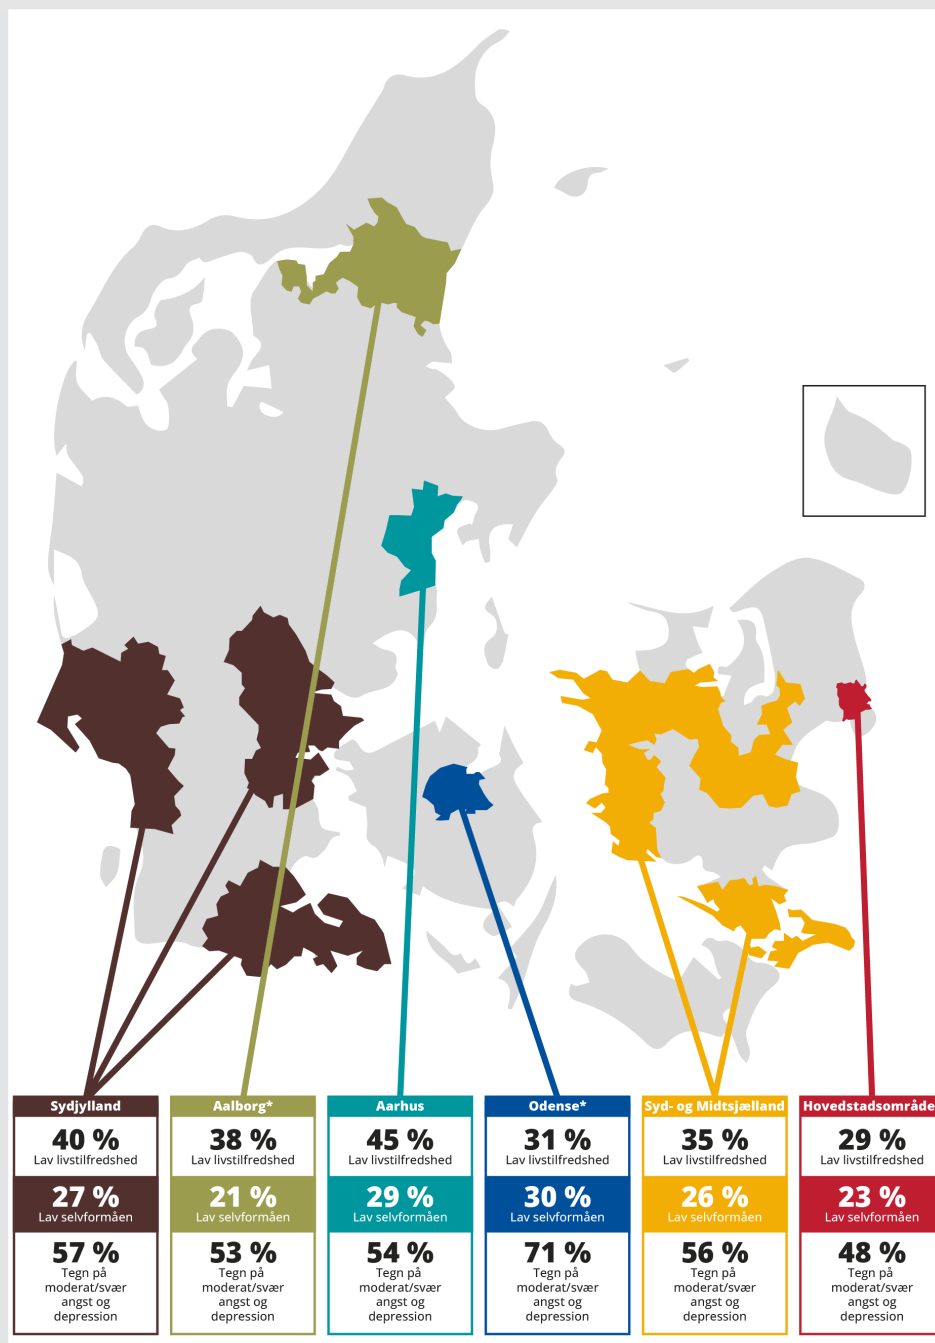 Sydjylland
40 %
Lav livstilfredshed
27 %
Lav selvformåen
57 %
Tegn på
moderat/svær
angst og
depression
Aalborg*
38 %
Lav livstilfredshed
21 %
Lav selvformåen
53 %
Tegn på
moderat/svær
angst og
depression
Aarhus
45 %
Lav livstilfredshed
29 %
Lav selvformåen
54 %
Tegn på
moderat/svær
angst og
depression
Odense*
31 %
Lav livstilfredshed
30 %
Lav selvformåen
71 %
Tegn på
moderat/svær
angst og
depression
Syd- og Midtsjælland
35 %
Lav livstilfredshed
26 %
Lav selvformåen
56 %
Tegn på
moderat/svær
angst og
depression
Hovedstadsområde
29 %
Lav livstilfredshed
23 %
Lav selvformåen
48 %
Tegn på
moderat/svær
angst og
depression